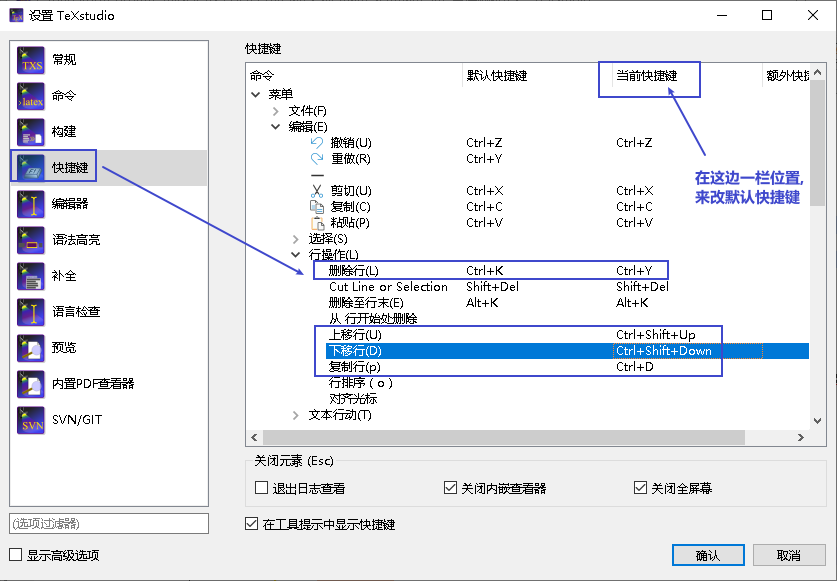 设置 TeXstudio
常规
命令
构建
快捷键
编辑器
语法高亮
补全
语言检查
预览
内置PDF查看器
SVN/GIT
(选项过滤器)
显示高级选项
快捷键
命令 默认快捷键 当前快捷键 额外快捷
菜单
文件(F)
编辑(E)
撤销(U) Ctrl+Z Ctrl+Z
重做(R) Ctrl+Y
剪切(U) Ctrl+X Ctrl+X
复制(C) Ctrl+C Ctrl+C
粘贴(P) Ctrl+V Ctrl+V
选择(S)
行操作(L)
删除行(L) Ctrl+K Ctrl+Y
Cut Line or Selection Shift+Del Shift+Del
删除至行末(E) Alt+K Alt+K
从 行开始处删除
上移行(U) Ctrl+Shift+Up
下移行(D) Ctrl+Shift+Down
复制行(p) Ctrl+D
行排序 ( o )
对齐光标
文本行动(T)
在这边一栏位置,
来改默认快捷键
关闭元素 (Esc)
退出日志查看 关闭内嵌查看器 关闭全屏幕
在工具提示中显示快捷键
确认 取消